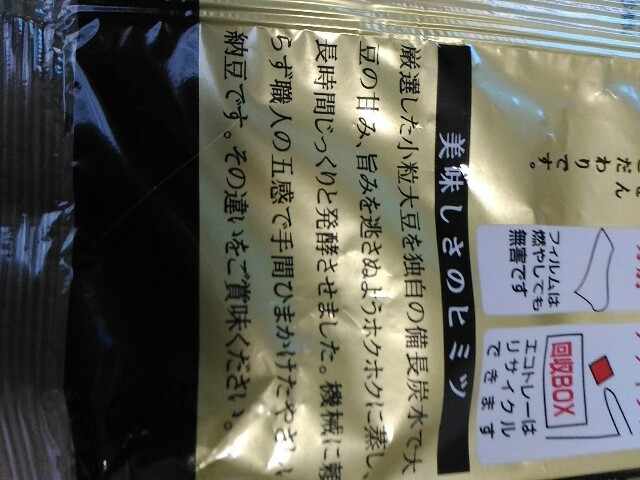 美味しさのヒミツ
厳選した小粒大豆を独自の備長炭水で大
豆の甘み、旨みを逃さぬようホクホクに蒸し、
長時間じっくりと発酵させました。機械に頼
らず職人の五感で手間ひまかけたやさしい
納豆です。その違いをご賞味ください。
だわりです。
ん
フィルムは
燃やしても
無害です
回収BOX
エコトレーは
リサイクル
できます